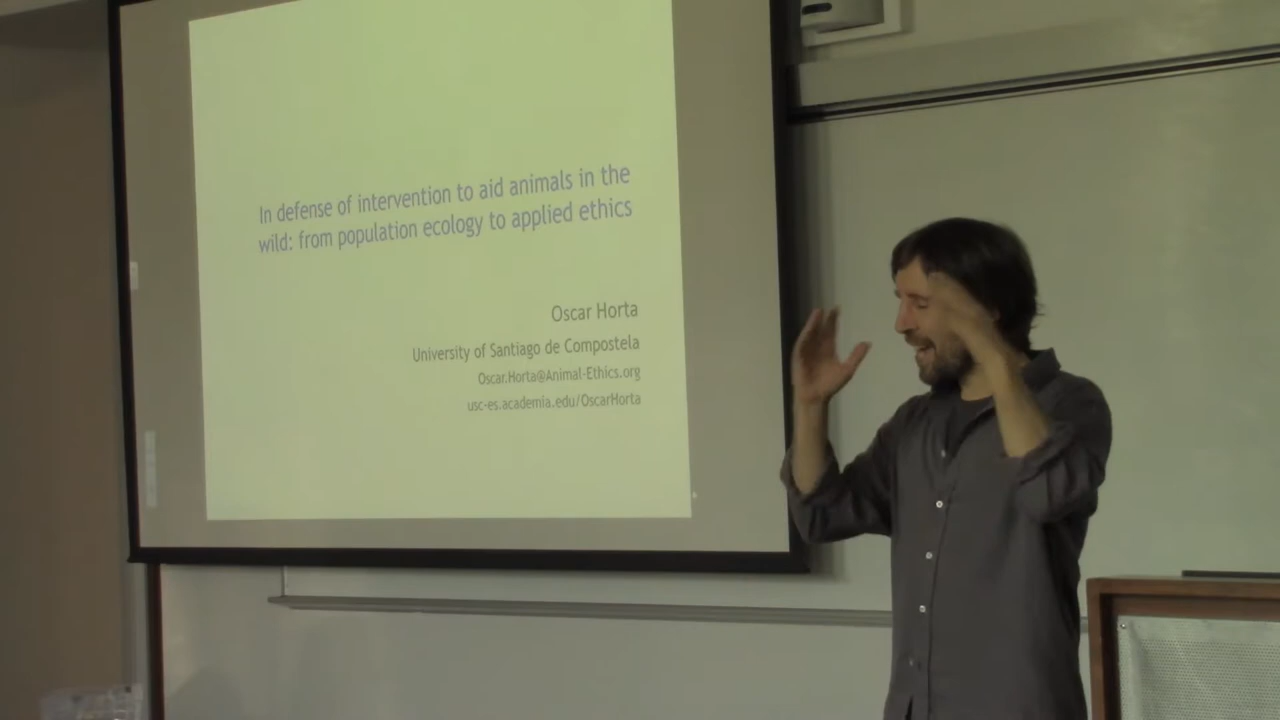 In defense of intervention to aid animals in the
wild: from population ecology to applied ethics
Oscar Horta
University of Santiago de Compostela
Oscar.Horta@Animal-Ethics.org
usc-es.academia.edu/OscarHorta